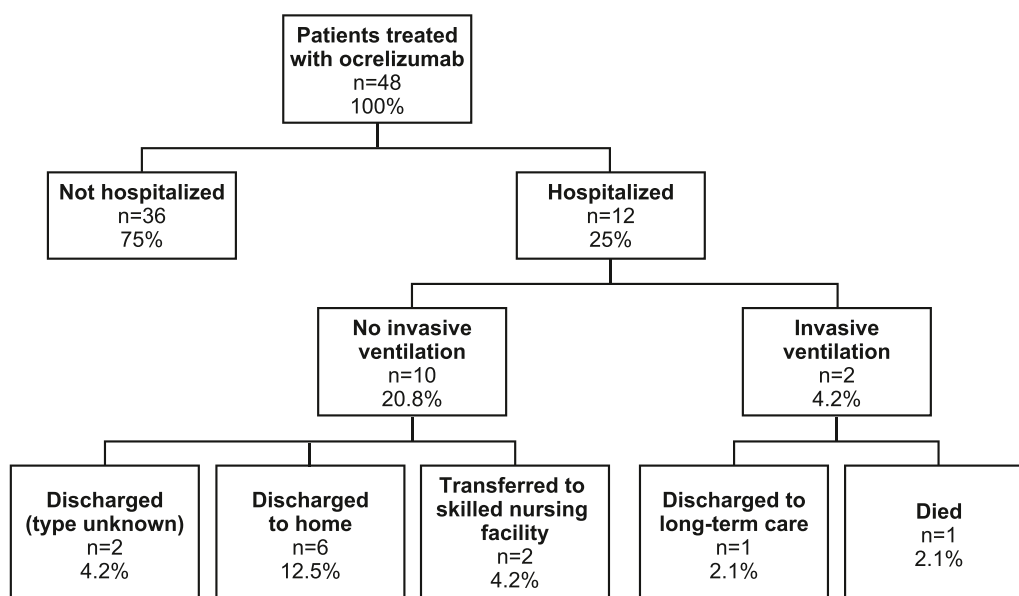 Patients treated
with ocrelizumab
n=48
100%
Not hospitalized
n=36
75%
Hospitalized
n=12
25%
No invasive
ventilation
n=10
20.8%
Invasive
ventilation
n=2
4.2%
Discharged
(type unknown)
n=2
4.2%
Discharged
to home
n=6
12.5%
Transferred to
skilled nursing
facility
n=2
4.2%
Discharged to
long-term care
n=1
2.1%
Died
n=1
2.1%